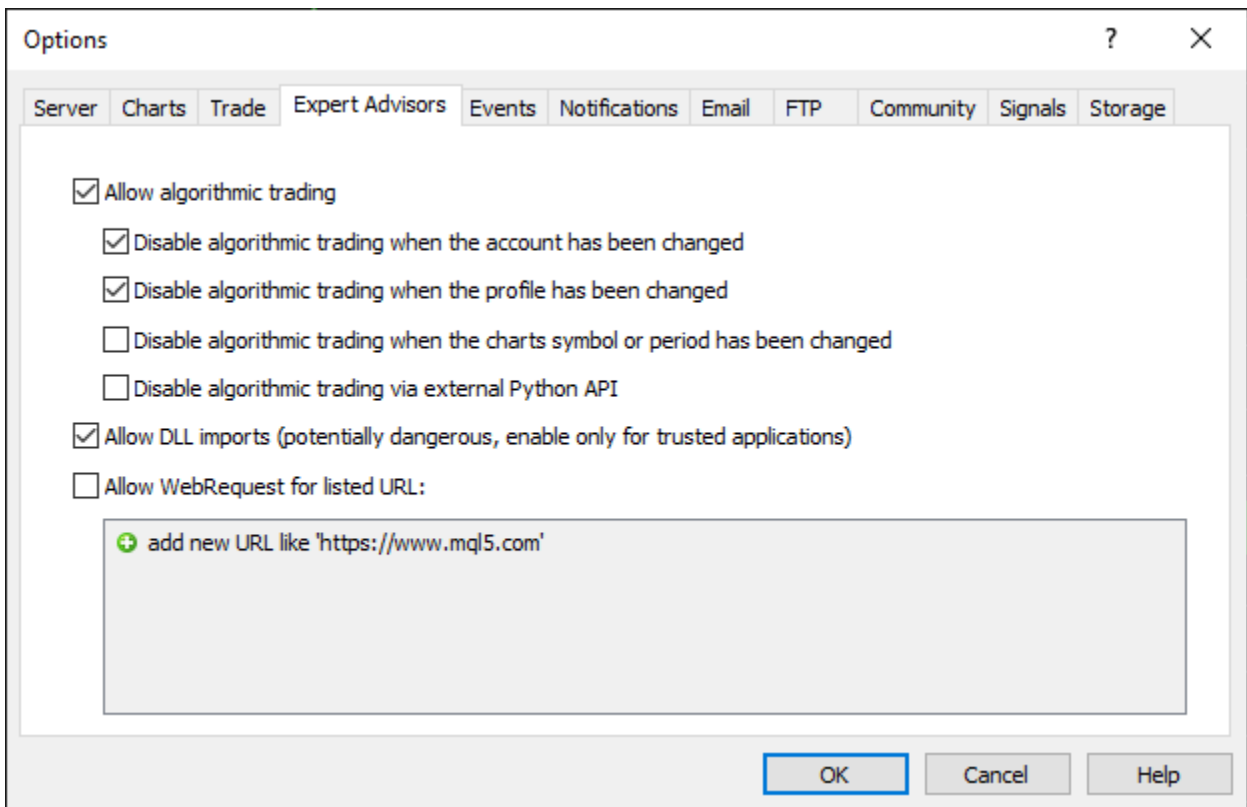 Options
?
Server Charts Trade Expert Advisors Events Notifications Email FTP Community Signals Storage
Allow algorithmic trading
Disable algorithmic trading when the account has been changed
Disable algorithmic trading when the profile has been changed
Disable algorithmic trading when the charts symbol or period has been changed
Disable algorithmic trading via external Python API
Allow DLL imports (potentially dangerous, enable only for trusted applications)
Allow WebRequest for listed URL:
add new URL like 'https://www.mql5.com'
OK Cancel Help